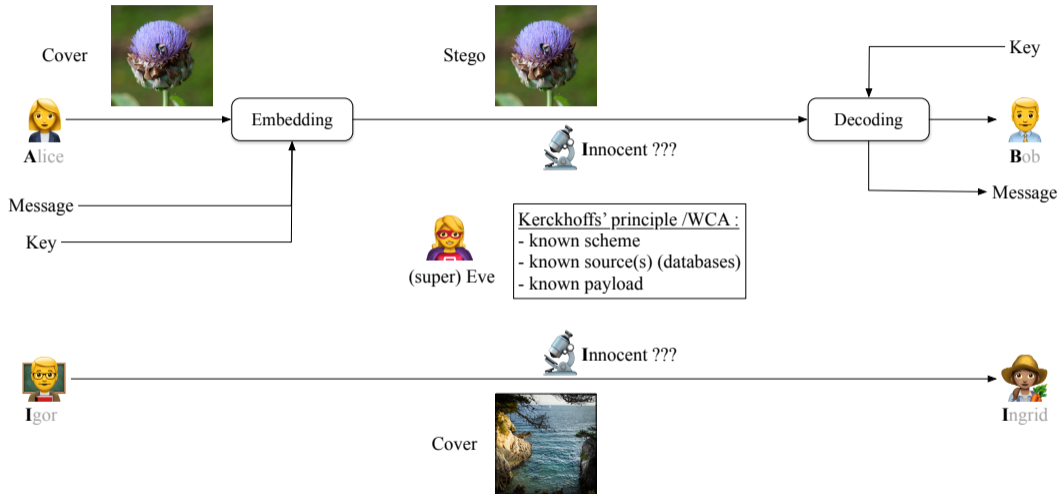 Cover
Stego
Key
Embedding
Decoding
Alice
Innocent ???
Bob
Message
Message
Key
(super) Eve
Kerckhoffs’ principle /WCA :
- known scheme
- known source(s) (databases)
- known payload
Innocent ???
Igor
Ingrid
Cover